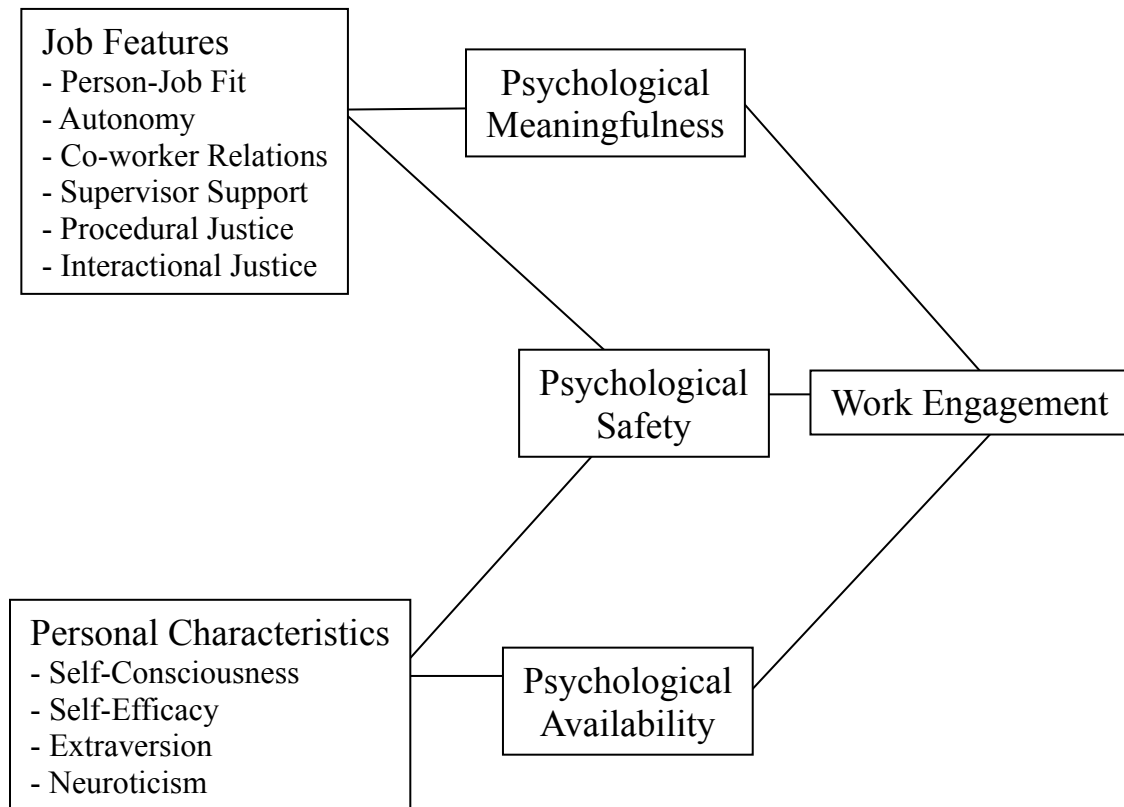 Job Features
- Person-Job Fit
- Autonomy
- Co-worker Relations
- Supervisor Support
- Procedural Justice
- Interactional Justice
Psychological
Meaningfulness
Psychological
Safety
Work Engagement
Personal Characteristics
- Self-Consciousness
- Self-Efficacy
- Extraversion
- Neuroticism
Psychological
Availability